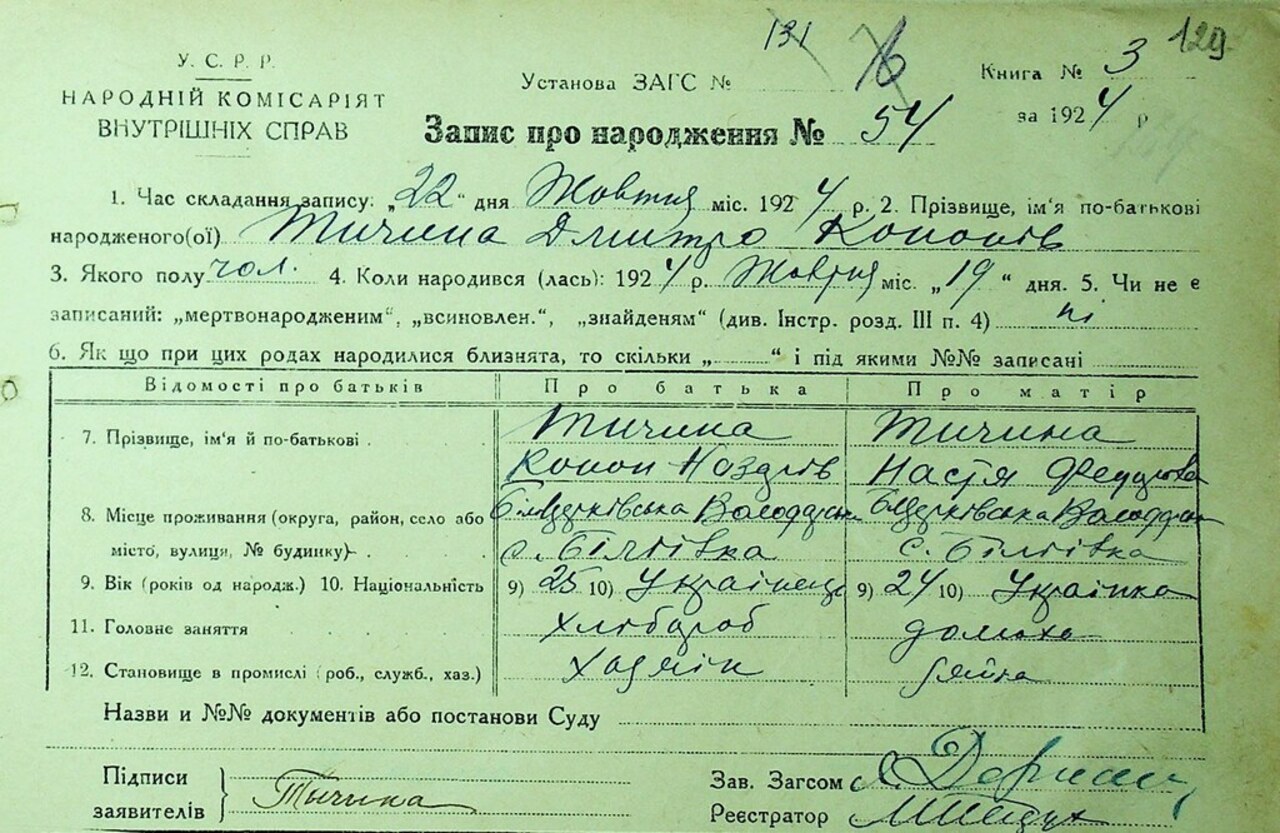 131 6 129
У. С. Р. Р.
НАРОДНІЙ КОМІСАРІЯТ
ВНУТРІШНІХ СПРАВ
Установа ЗАГС №
Книга № 3
за 1924 р
Запис про народження № 54
1. Час складання запису: „22“ дня Жовтня міс. 1924 р. 2. Прізвище, ім'я по-батькові
народженого(ої) Тичина Дмитро Кононів
3. Якого полу чол. 4. Коли народився (лась): 1924 р. Жовтня міс. „19“ дня. 5. Чи не є
записаний: „мертвонародженим“, „всиновлен.“, „знайденям“ (див. Інстр. розд. III п. 4) ні
6. Як що при цих родах народилися близнята, то скільки „ “ і під якими №№ записані
Відомості про батьків Про батька Про матір
7. Прізвище, ім'я й по-батькові Тичина Тичина
Конон Настя
8. Місце проживання (округа, район, село або
місто, вулиця, № будинку) с. с.
9. Вік (років од народж.) 10. Національність 9) 25 10) Українець 9) 24 10) Українка
11. Головне заняття Хлібороб домаха
12. Становище в промислі (роб., служб., хаз.) Хазяїн
Назви и №№ документів або постанови Суду
Підписи
заявителів Тичина
Зав. Загсом
Реєстратор